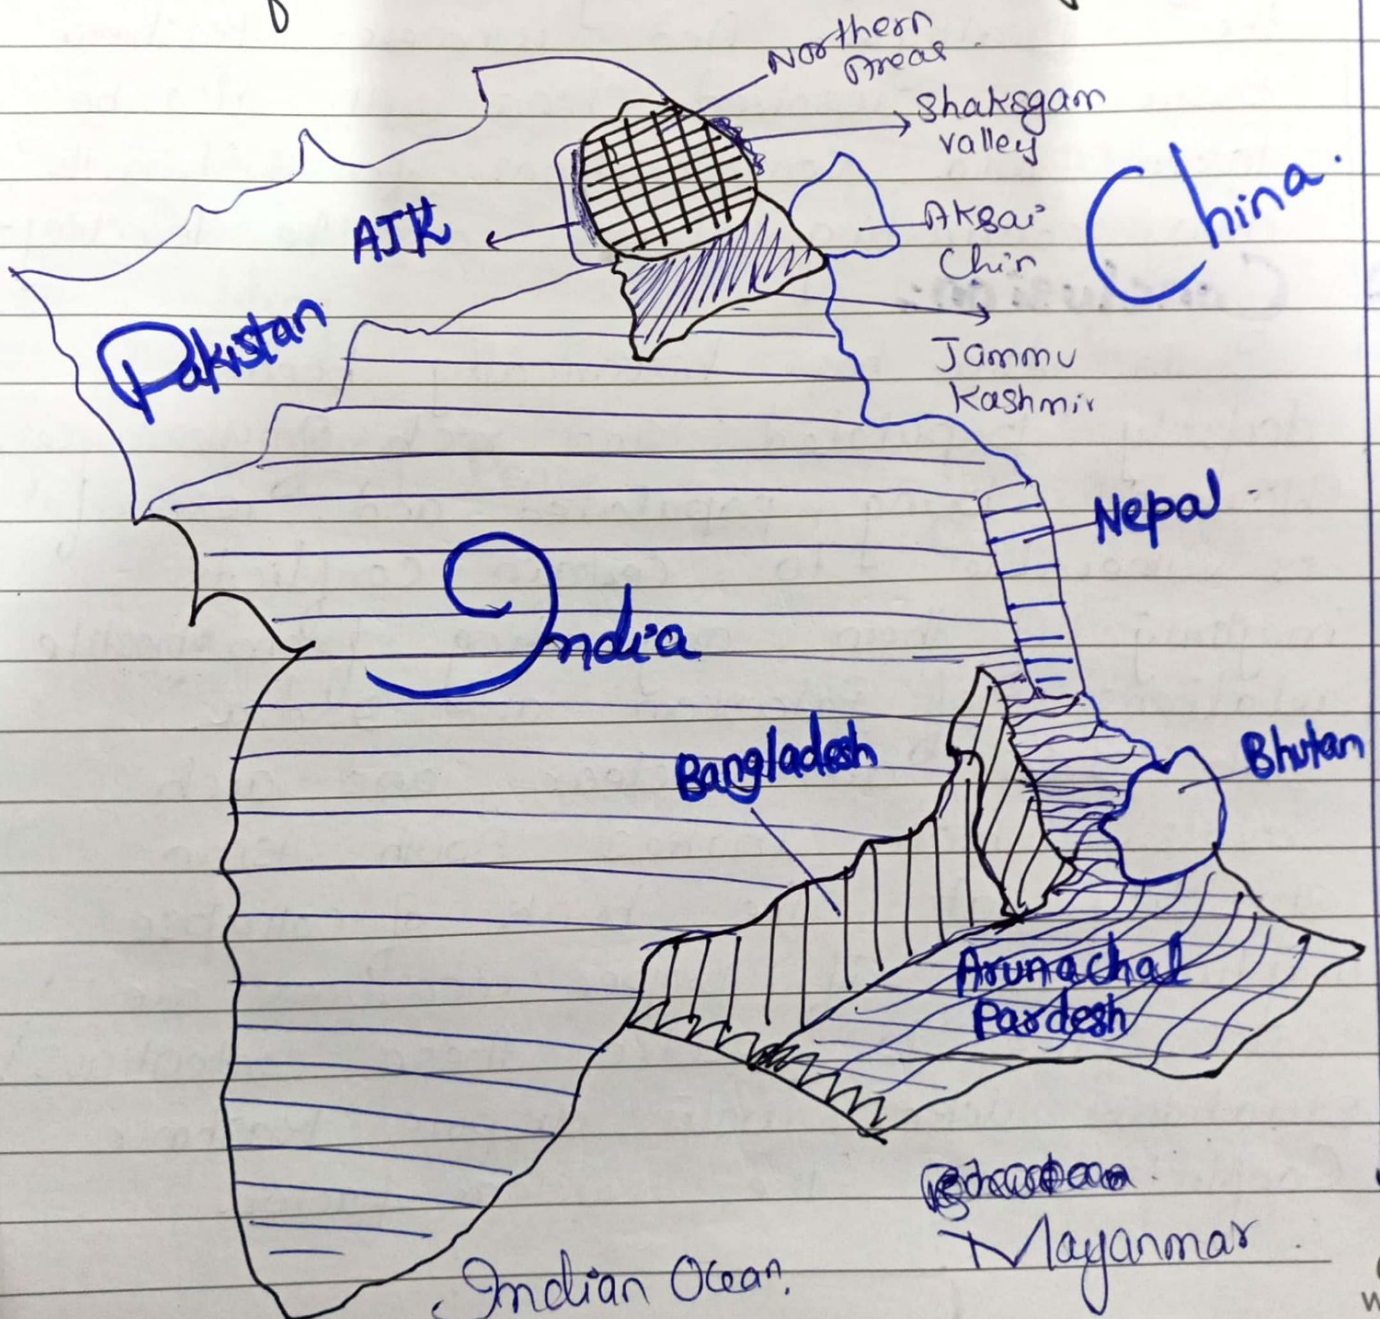 Northern
Areas
Shaksgam
valley
AJK
Aksai
Chin
China.
Pakistan
Jammu
Kashmir
Nepal
India
Bangladesh
Bhutan
Arunachal
Pardesh
Mayanmar
Indian Ocean.